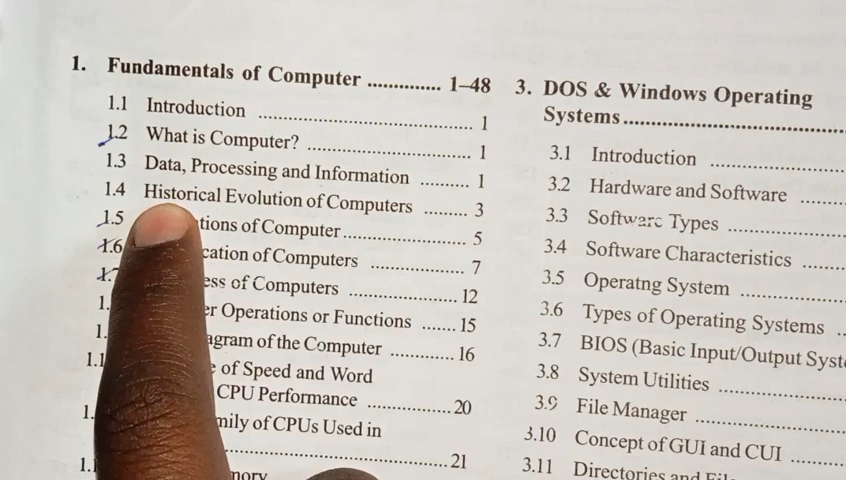 1. Fundamentals of Computer .............. 1–48
1.1 Introduction ........................................ 1
1.2 What is Computer? .............................. 1
1.3 Data, Processing and Information .......... 1
1.4 Historical Evolution of Computers ......... 3
1.5 tions of Computer ....................... 5
1.6 cation of Computers .................. 7
ess of Computers .................... 12
er Operations or Functions ....... 15
agram of the Computer ............ 16
of Speed and Word
CPU Performance ................. 20
mily of CPUs Used in
............................................. 21
mory
3. DOS & Windows Operating
Systems ........................................
3.1 Introduction ........................
3.2 Hardware and Software ........
3.3 Software Types .....................
3.4 Software Characteristics .......
3.5 Operatng System ..................
3.6 Types of Operating Systems ..
3.7 BIOS (Basic Input/Output Syst
3.8 System Utilities .....................
3.9 File Manager ........................
3.10 Concept of GUI and CUI ........
3.11 Directories and